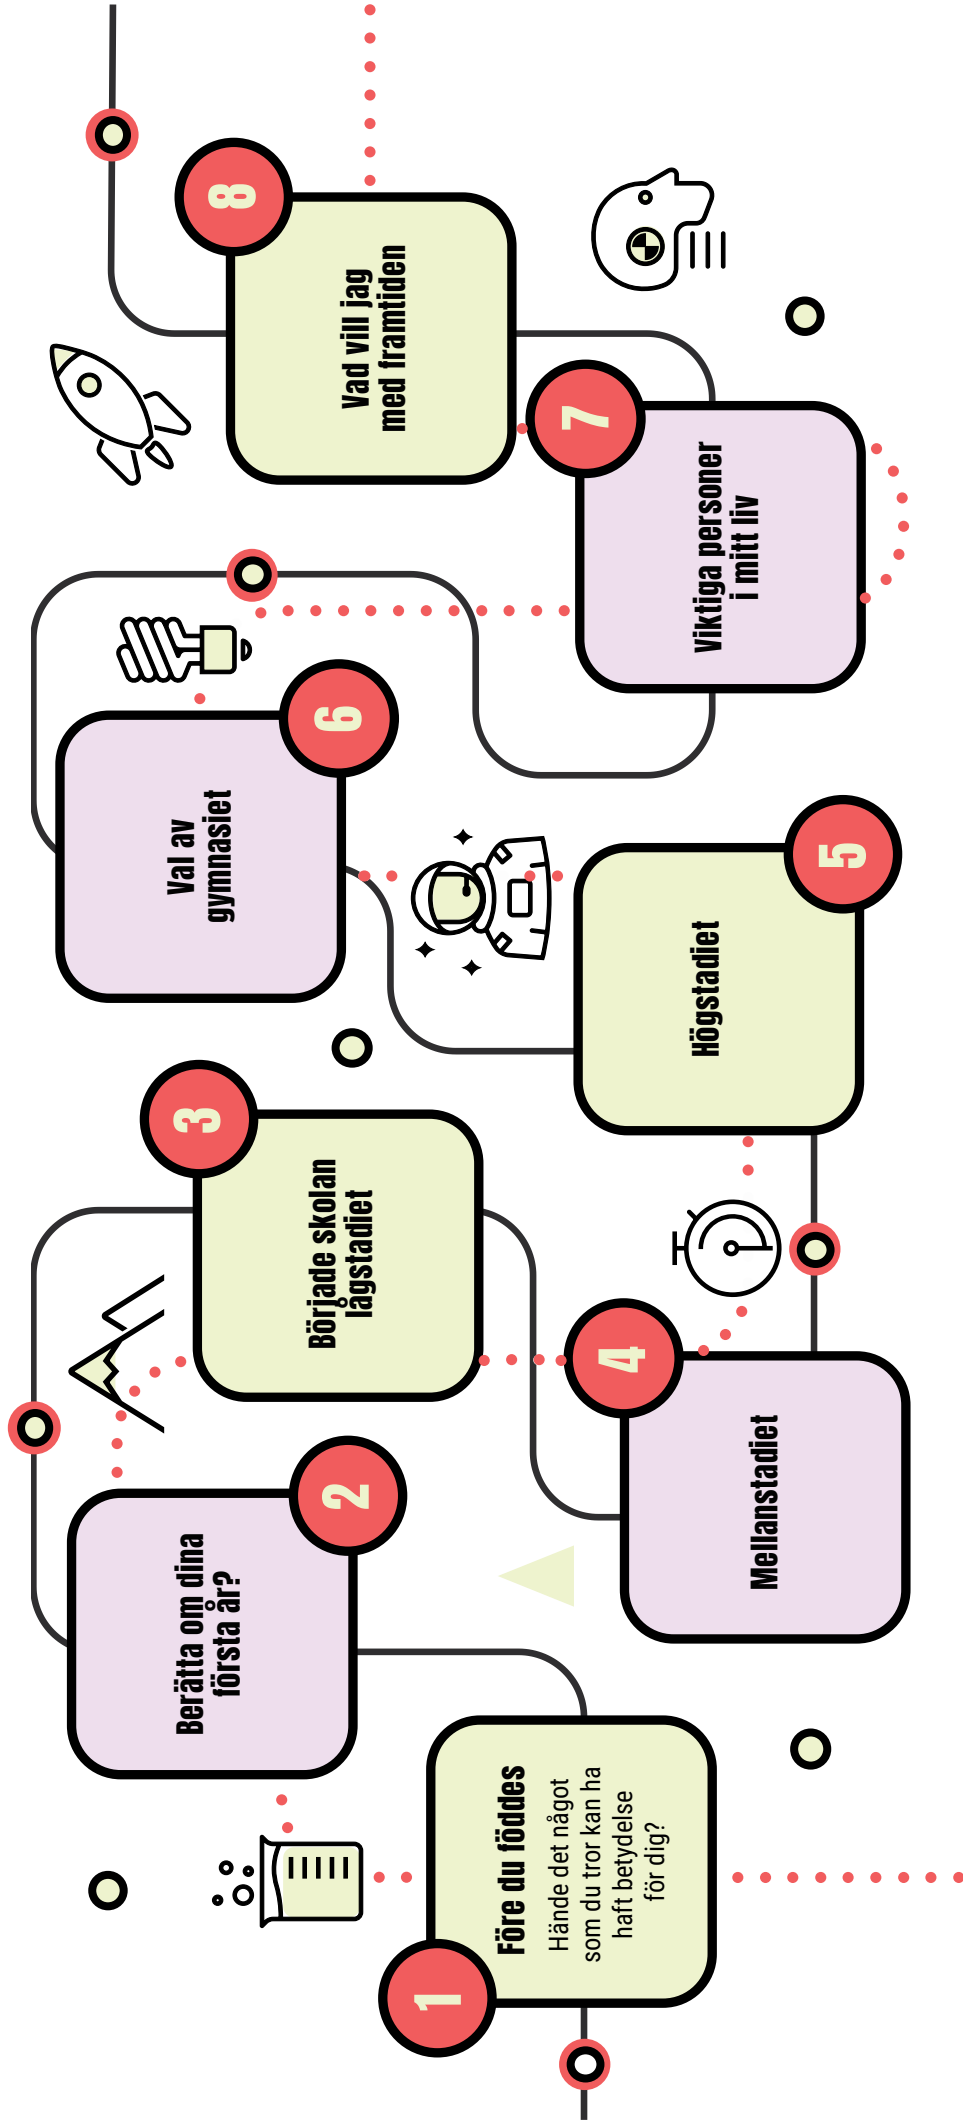 1
Före du föddes
Hände det något
som du tror kan ha
haft betydelse
för dig?
2
Berätta om dina
första år?
3
Började skolan
lågstadiet
4
Mellanstadiet
5
Högstadiet
6
Val av
gymnasiet
7
Viktiga personer
i mitt liv
8
Vad vill jag
med framtiden